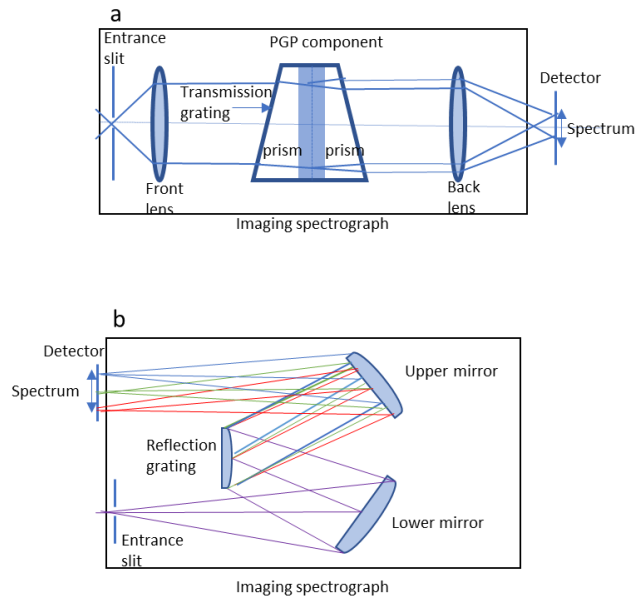 a
Entrance
slit
PGP component
Transmission
grating
prism
prism
Front
lens
Back
lens
Detector
Spectrum
Imaging spectrograph
b
Detector
Spectrum
Upper mirror
Reflection
grating
Lower mirror
Entrance
slit
Imaging spectrograph